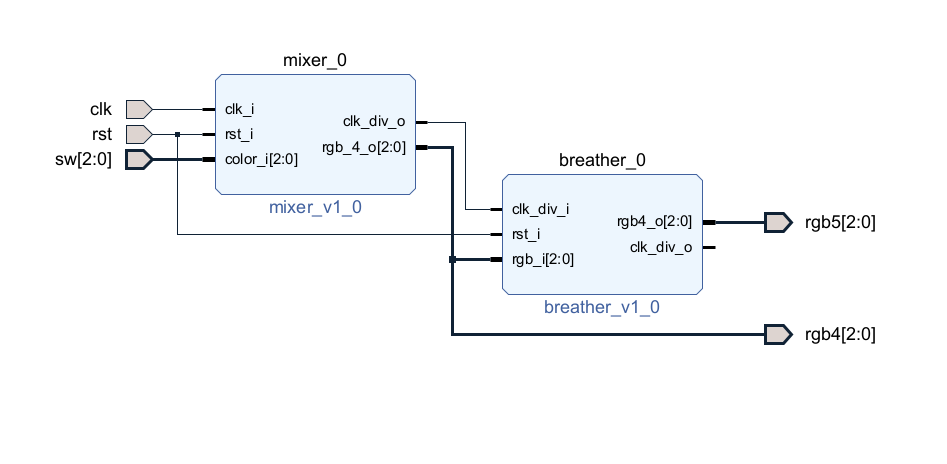 mixer_0
clk
rst
sw[2:0]
clk_i
rst_i
color_i[2:0]
clk_div_o
rgb_4_o[2:0]
mixer_v1_0
breather_0
clk_div_i
rst_i
rgb_i[2:0]
rgb4_o[2:0]
clk_div_o
breather_v1_0
rgb5[2:0]
rgb4[2:0]